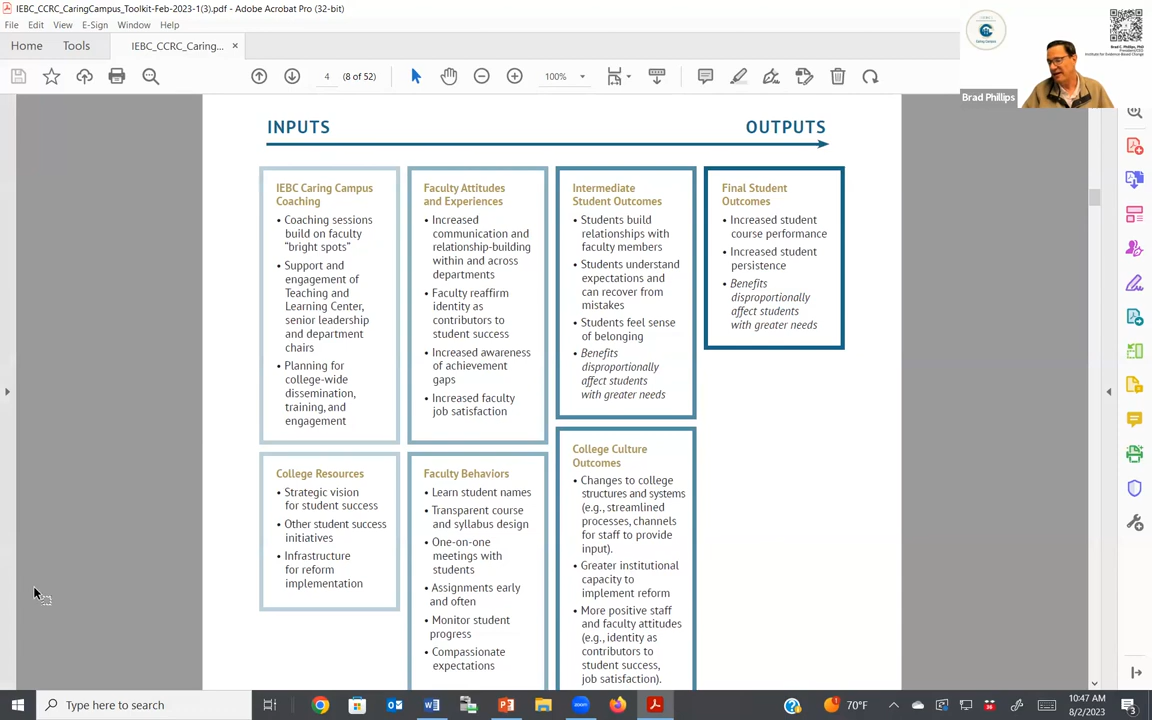 IEBC_CCRC_CaringCampus_Toolkit-Feb-2023-1(3).pdf - Adobe Acrobat Pro (32-bit)
File Edit View E-Sign Window Help
Home Tools IEBC_CCRC_Caring... ×
4 (8 of 52) 100%
Brad C. Phillips, PhD
President/CEO
Institute for Evidence-Based Change
Brad Phillips
INPUTS
OUTPUTS
IEBC Caring Campus
Coaching
• Coaching sessions
build on faculty
“bright spots”
• Support and
engagement of
Teaching and
Learning Center,
senior leadership
and department
chairs
• Planning for
college-wide
dissemination,
training, and
engagement
College Resources
• Strategic vision
for student success
• Other student success
initiatives
• Infrastructure
for reform
implementation
Faculty Attitudes
and Experiences
• Increased
communication and
relationship-building
within and across
departments
• Faculty reaffirm
identity as
contributors to
student success
• Increased awareness
of achievement
gaps
• Increased faculty
job satisfaction
Faculty Behaviors
• Learn student names
• Transparent course
and syllabus design
• One-on-one
meetings with
students
• Assignments early
and often
• Monitor student
progress
• Compassionate
expectations
Intermediate
Student Outcomes
• Students build
relationships with
faculty members
• Students understand
expectations and
can recover from
mistakes
• Students feel sense
of belonging
• Benefits
disproportionally
affect students
with greater needs
College Culture
Outcomes
• Changes to college
structures and systems
(e.g., streamlined
processes, channels
for staff to provide
input).
• Greater institutional
capacity to
implement reform
• More positive staff
and faculty attitudes
(e.g., identity as
contributors to
student success,
job satisfaction).
Final Student
Outcomes
• Increased student
course performance
• Increased student
persistence
• Benefits
disproportionally
affect students
with greater needs
Type here to search
70°F
10:47 AM
8/2/2023
3